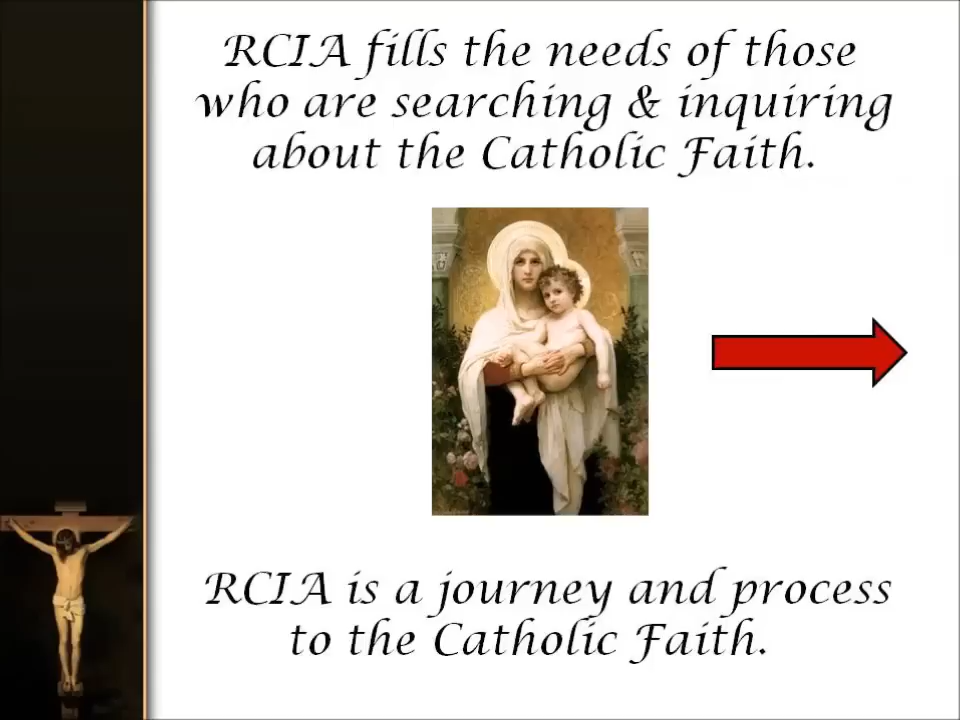 RCIA fills the needs of those
who are searching & inquiring
about the Catholic Faith.
RCIA is a journey and process
to the Catholic Faith.